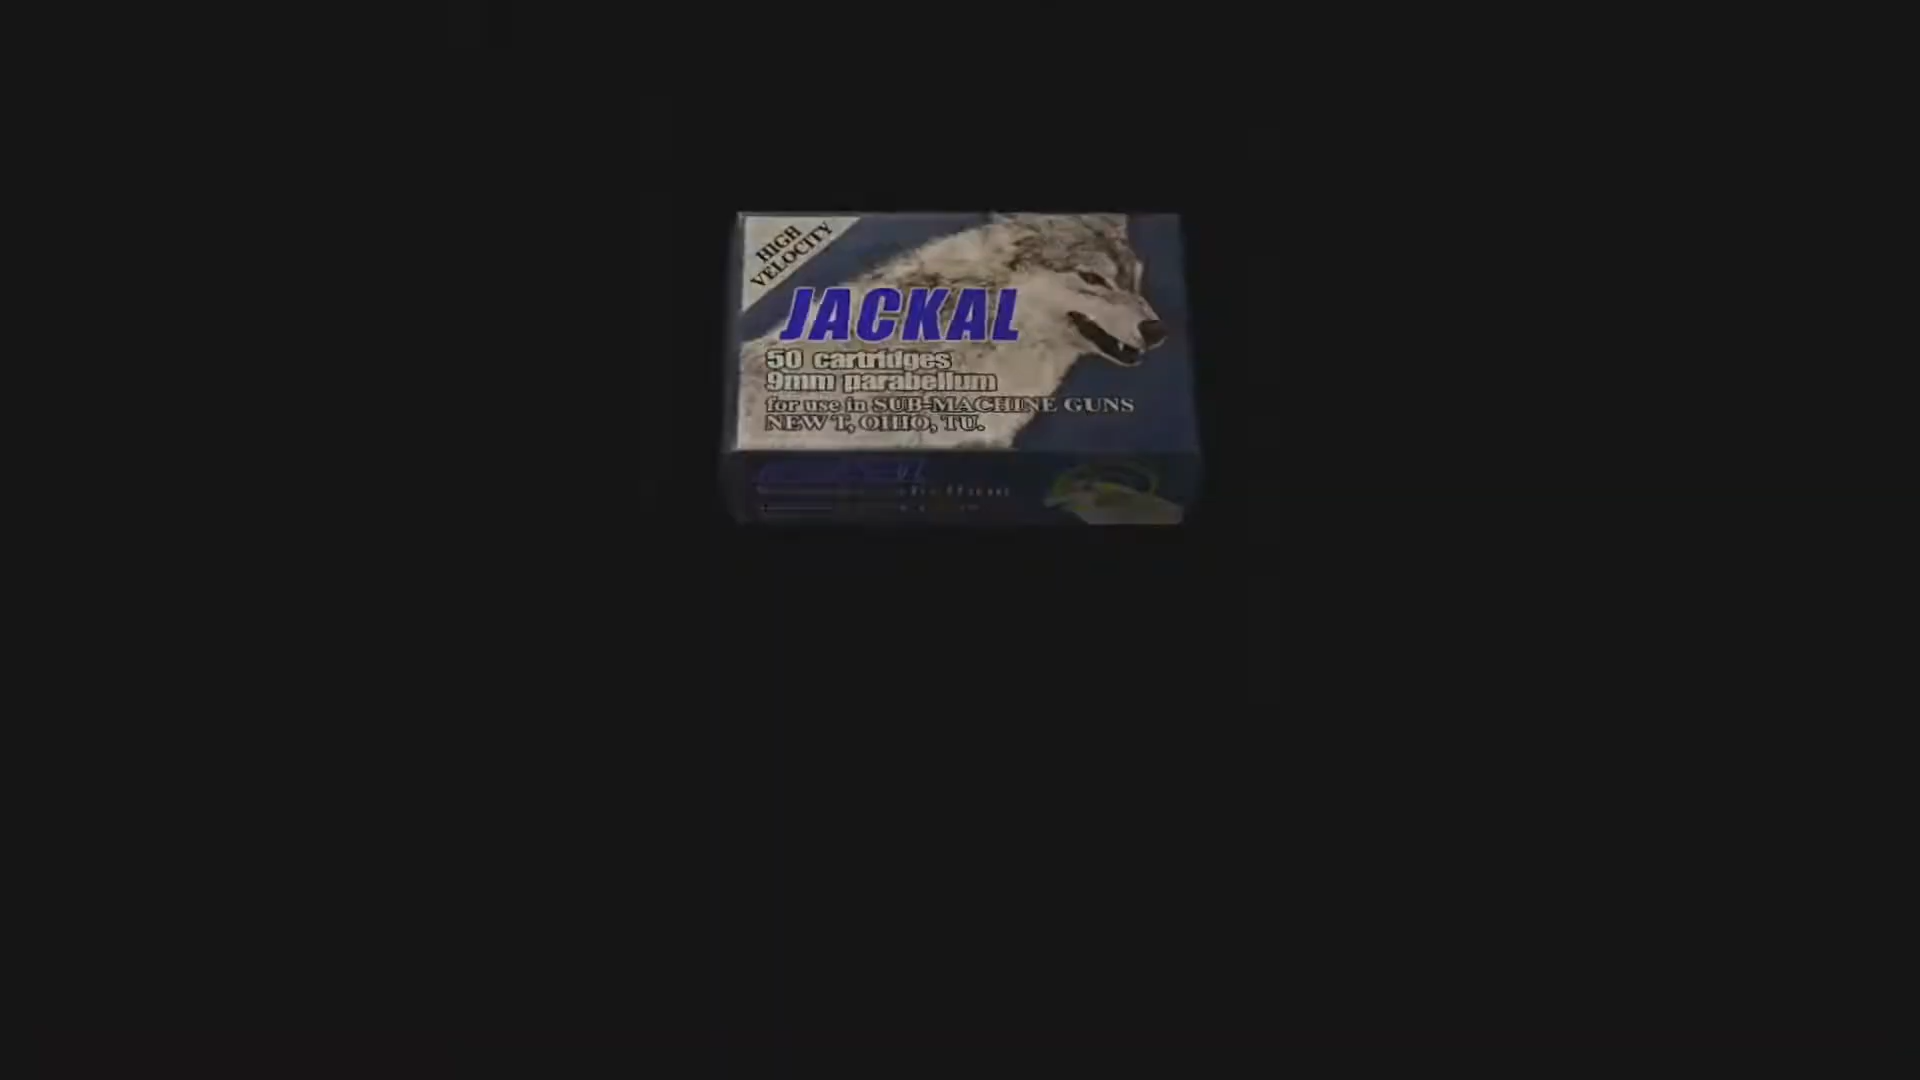 HIGH
VELOCITY
JACKAL
50 cartridges
9mm parabellum
for use in SUB-MACHINE GUNS
NEW T, OHIO, TU.